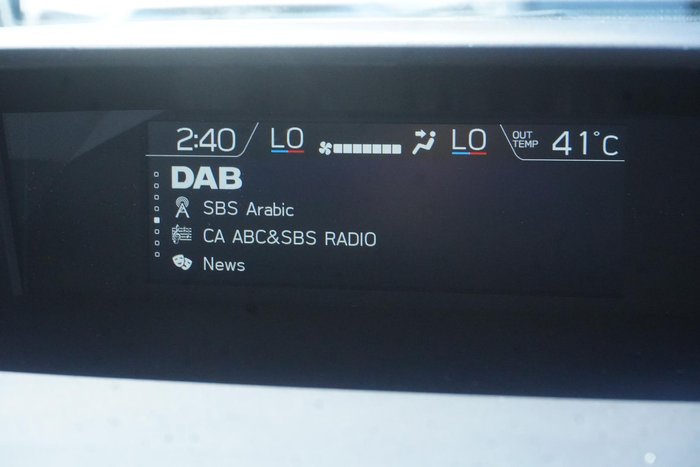 2:40 LO LO OUT TEMP 41°C
DAB
SBS Arabic
CA ABC&SBS RADIO
News